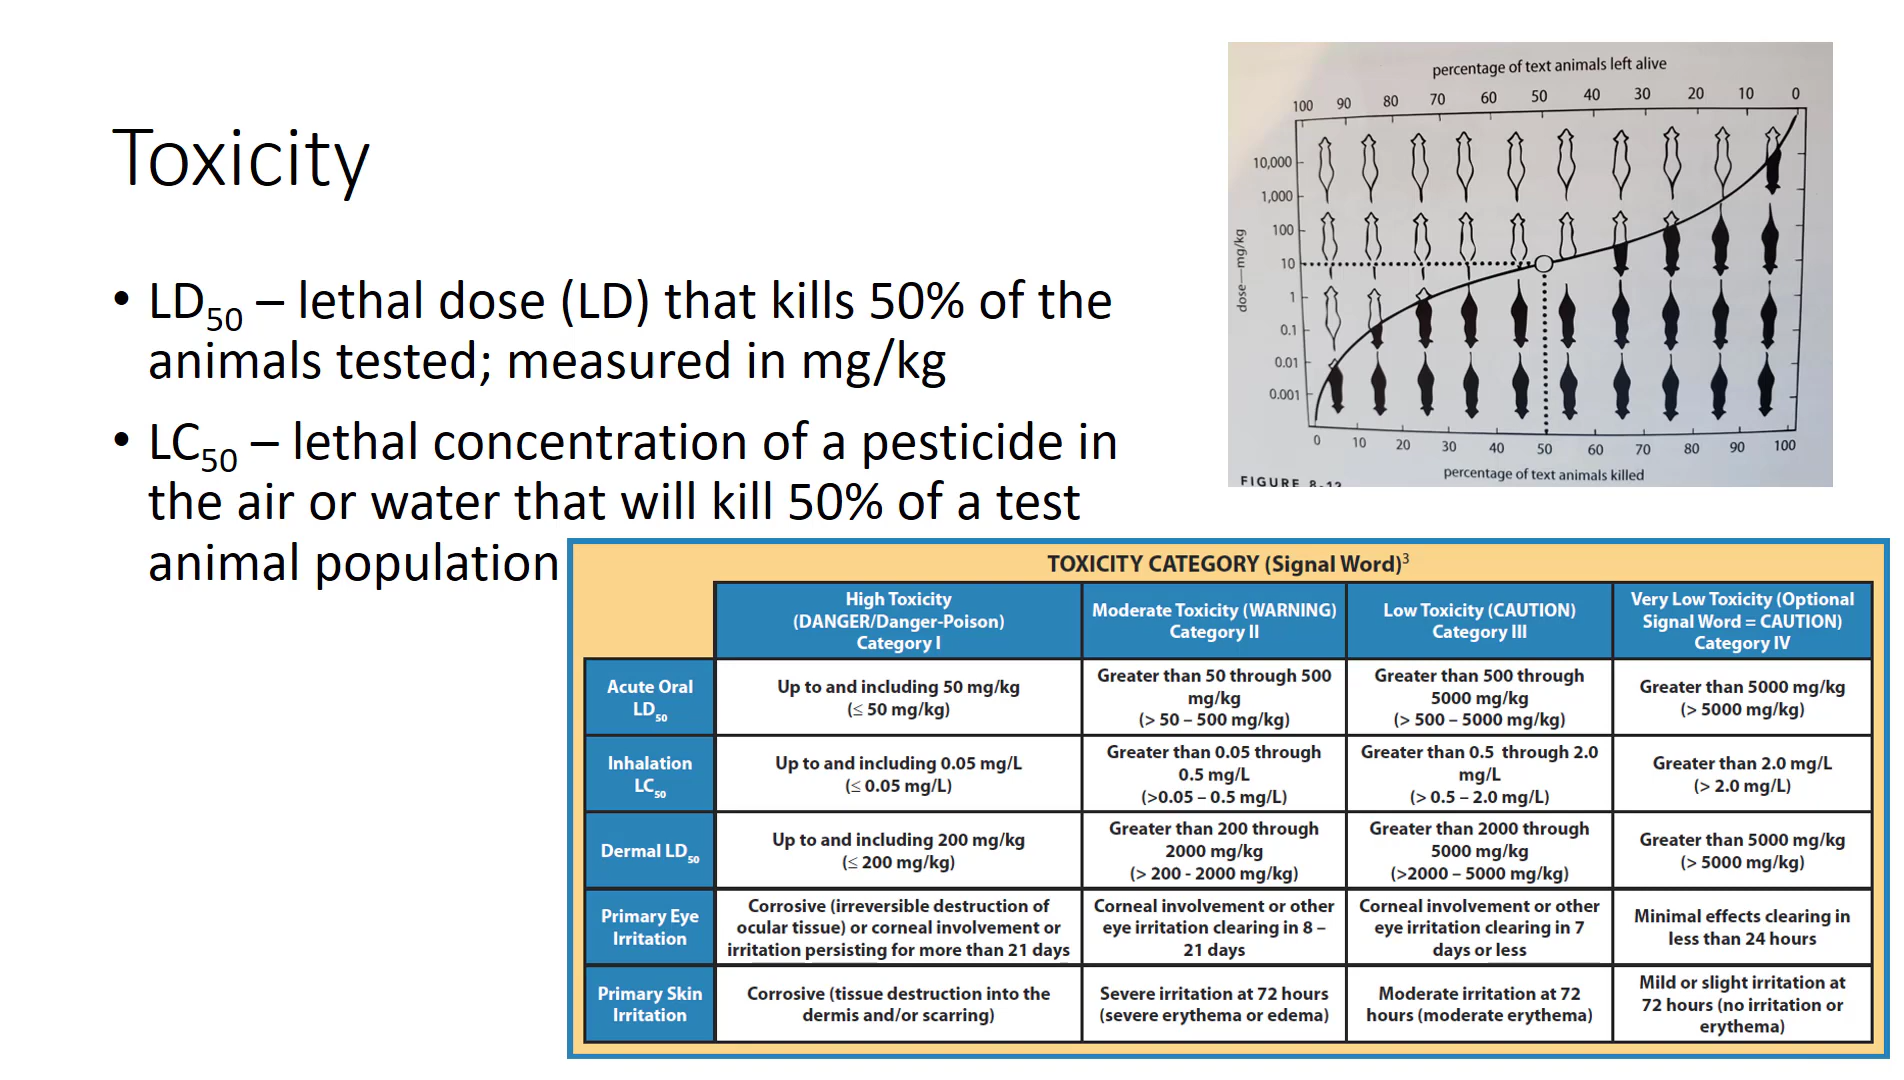 Toxicity
• LD50 – lethal dose (LD) that kills 50% of the
animals tested; measured in mg/kg
• LC50 – lethal concentration of a pesticide in
the air or water that will kill 50% of a test
animal population
percentage of text animals left alive
100 90 80 70 60 50 40 30 20 10 0
dose—mg/kg
10,000
1,000
100
10
1
0.1
0.01
0.001
0 10 20 30 40 50 60 70 80 90 100
percentage of text animals killed
FIGURE 8-12
TOXICITY CATEGORY (Signal Word)3
High Toxicity
(DANGER/Danger-Poison)
Category I
Moderate Toxicity (WARNING)
Category II
Low Toxicity (CAUTION)
Category III
Very Low Toxicity (Optional
Signal Word = CAUTION)
Category IV
Acute Oral
LD50
Up to and including 50 mg/kg
(≤ 50 mg/kg)
Greater than 50 through 500
mg/kg
(> 50 – 500 mg/kg)
Greater than 500 through
5000 mg/kg
(> 500 – 5000 mg/kg)
Greater than 5000 mg/kg
(> 5000 mg/kg)
Inhalation
LC50
Up to and including 0.05 mg/L
(≤ 0.05 mg/L)
Greater than 0.05 through
0.5 mg/L
(>0.05 – 0.5 mg/L)
Greater than 0.5 through 2.0
mg/L
(> 0.5 – 2.0 mg/L)
Greater than 2.0 mg/L
(> 2.0 mg/L)
Dermal LD50
Up to and including 200 mg/kg
(≤ 200 mg/kg)
Greater than 200 through
2000 mg/kg
(> 200 - 2000 mg/kg)
Greater than 2000 through
5000 mg/kg
(>2000 – 5000 mg/kg)
Greater than 5000 mg/kg
(> 5000 mg/kg)
Primary Eye
Irritation
Corrosive (irreversible destruction of
ocular tissue) or corneal involvement or
irritation persisting for more than 21 days
Corneal involvement or other
eye irritation clearing in 8 –
21 days
Corneal involvement or other
eye irritation clearing in 7
days or less
Minimal effects clearing in
less than 24 hours
Primary Skin
Irritation
Corrosive (tissue destruction into the
dermis and/or scarring)
Severe irritation at 72 hours
(severe erythema or edema)
Moderate irritation at 72
hours (moderate erythema)
Mild or slight irritation at
72 hours (no irritation or
erythema)